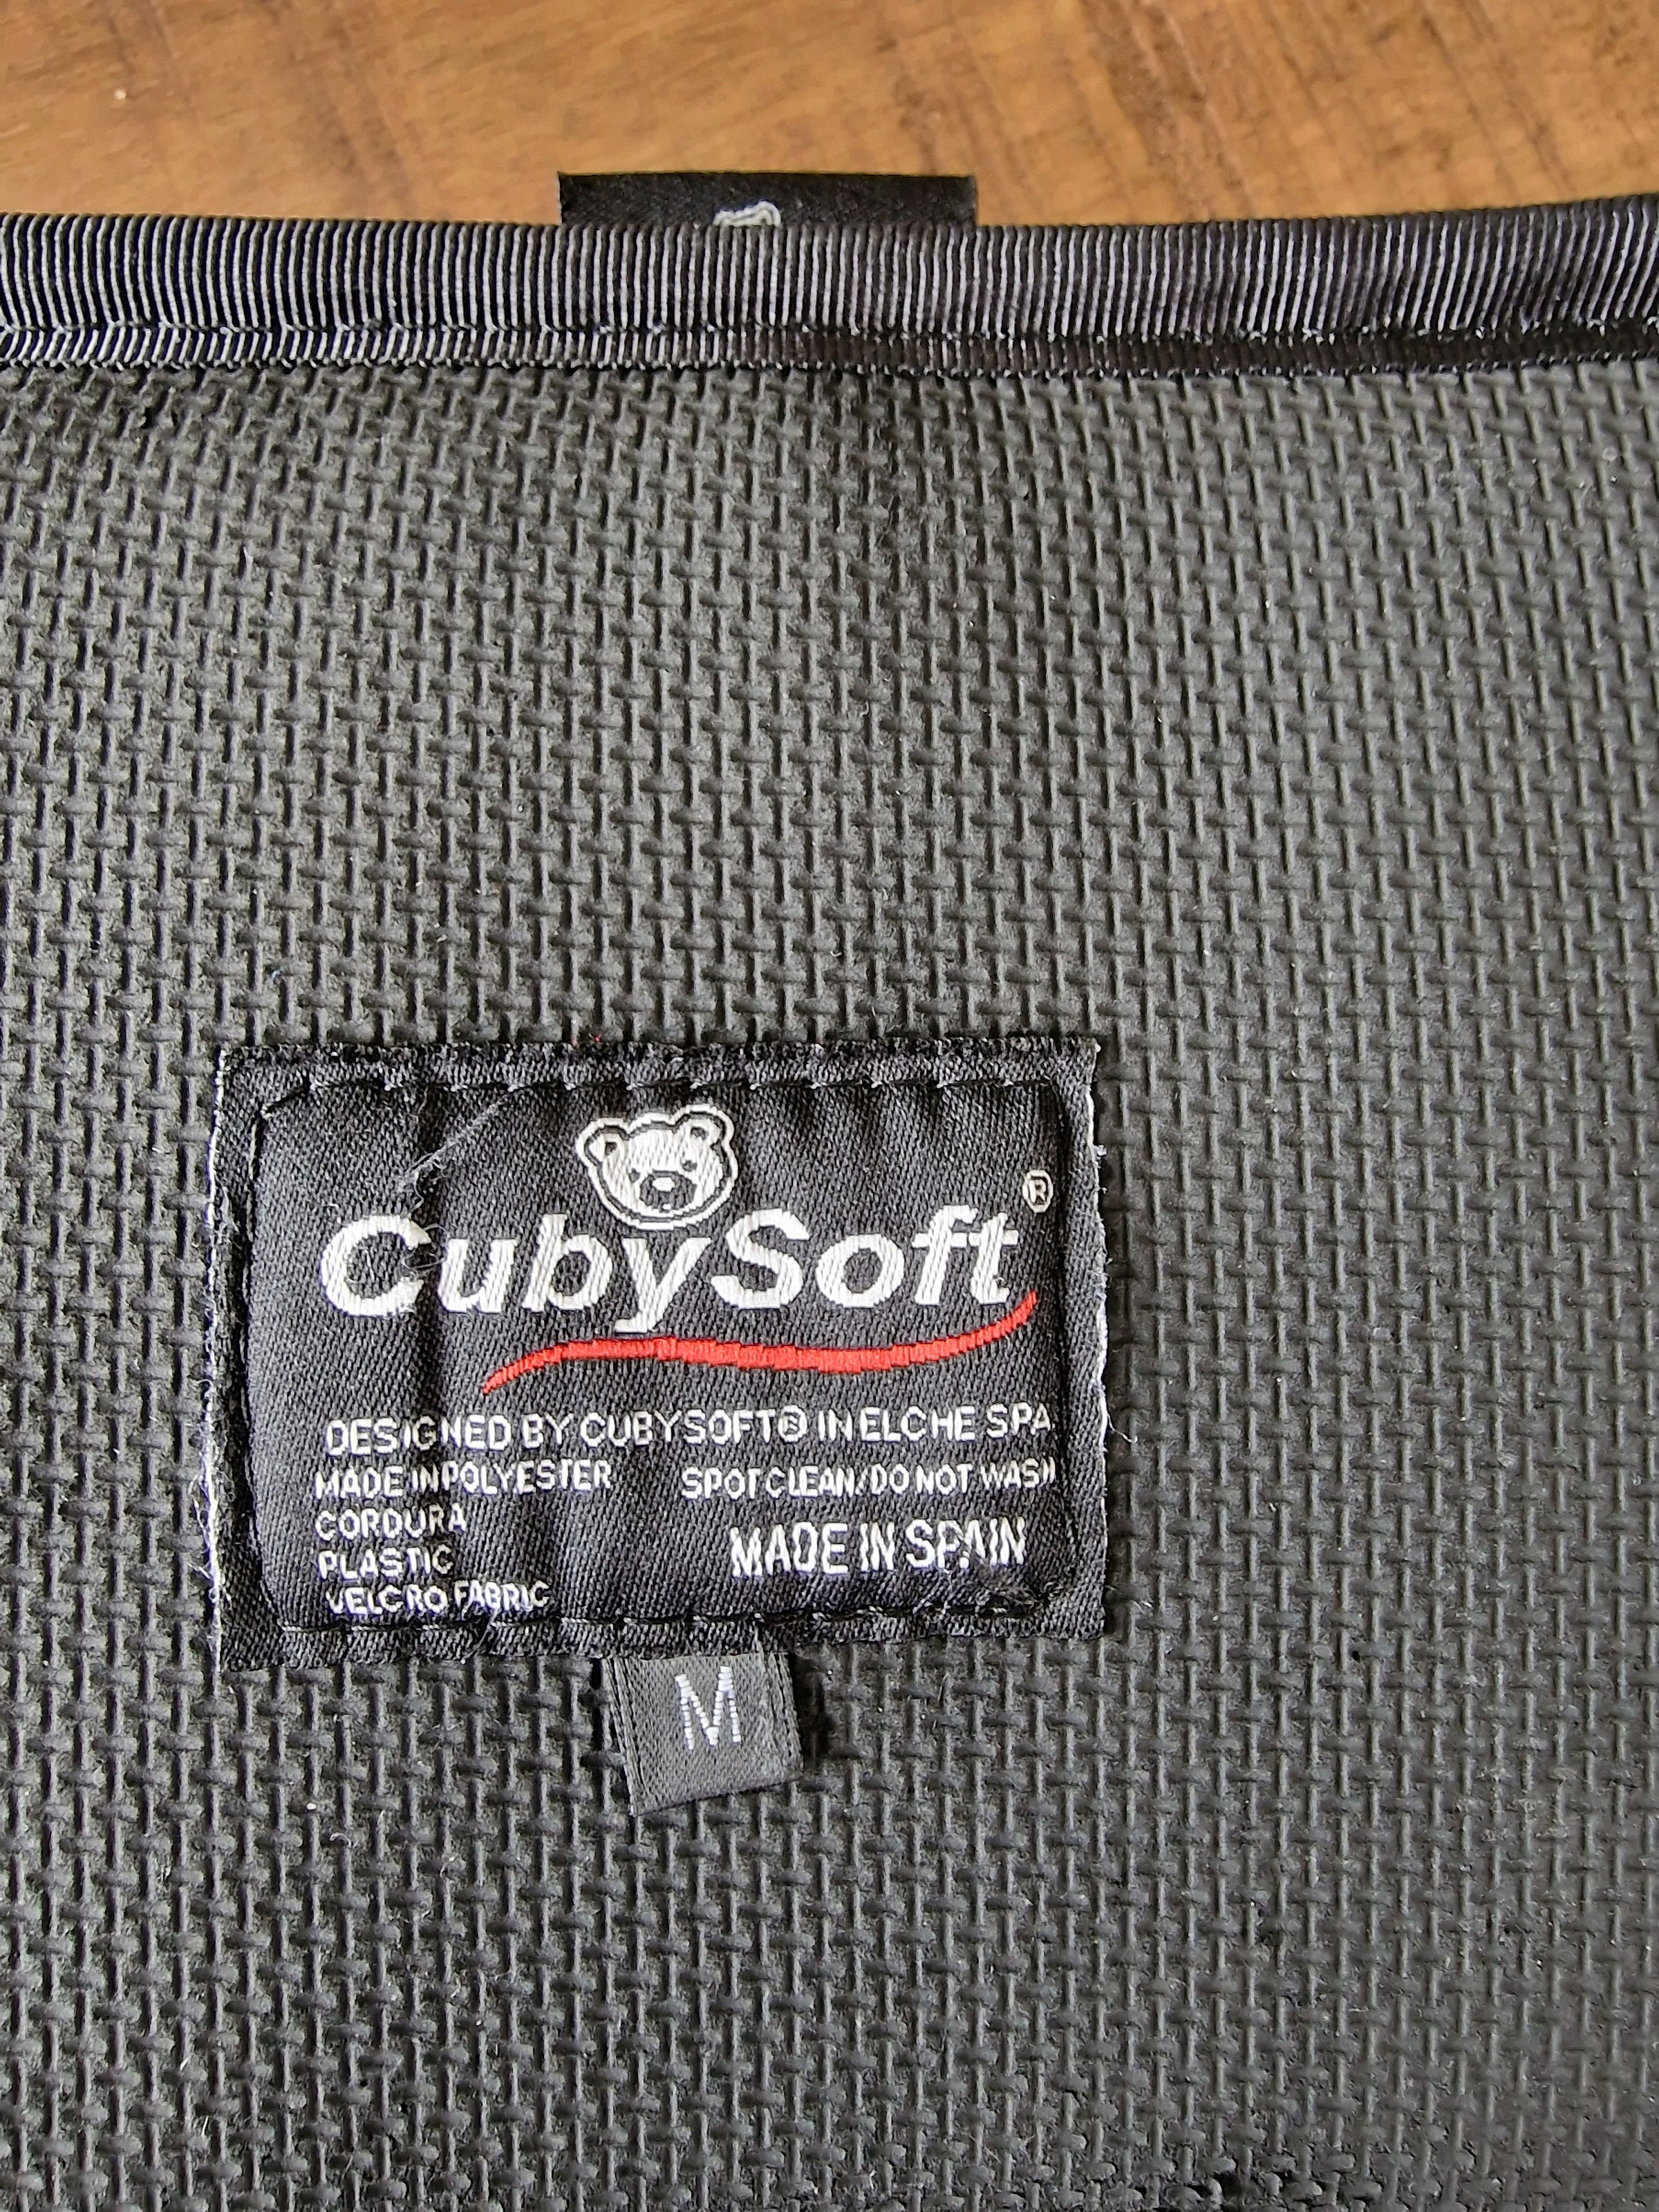 CubySoft®
DESIGNED BY CUBYSOFT® IN ELCHE SPA
MADE IN POLYESTER SPOT CLEAN/DO NOT WASH
CORDURA
PLASTIC MADE IN SPAIN
VELCRO FABRIC
M